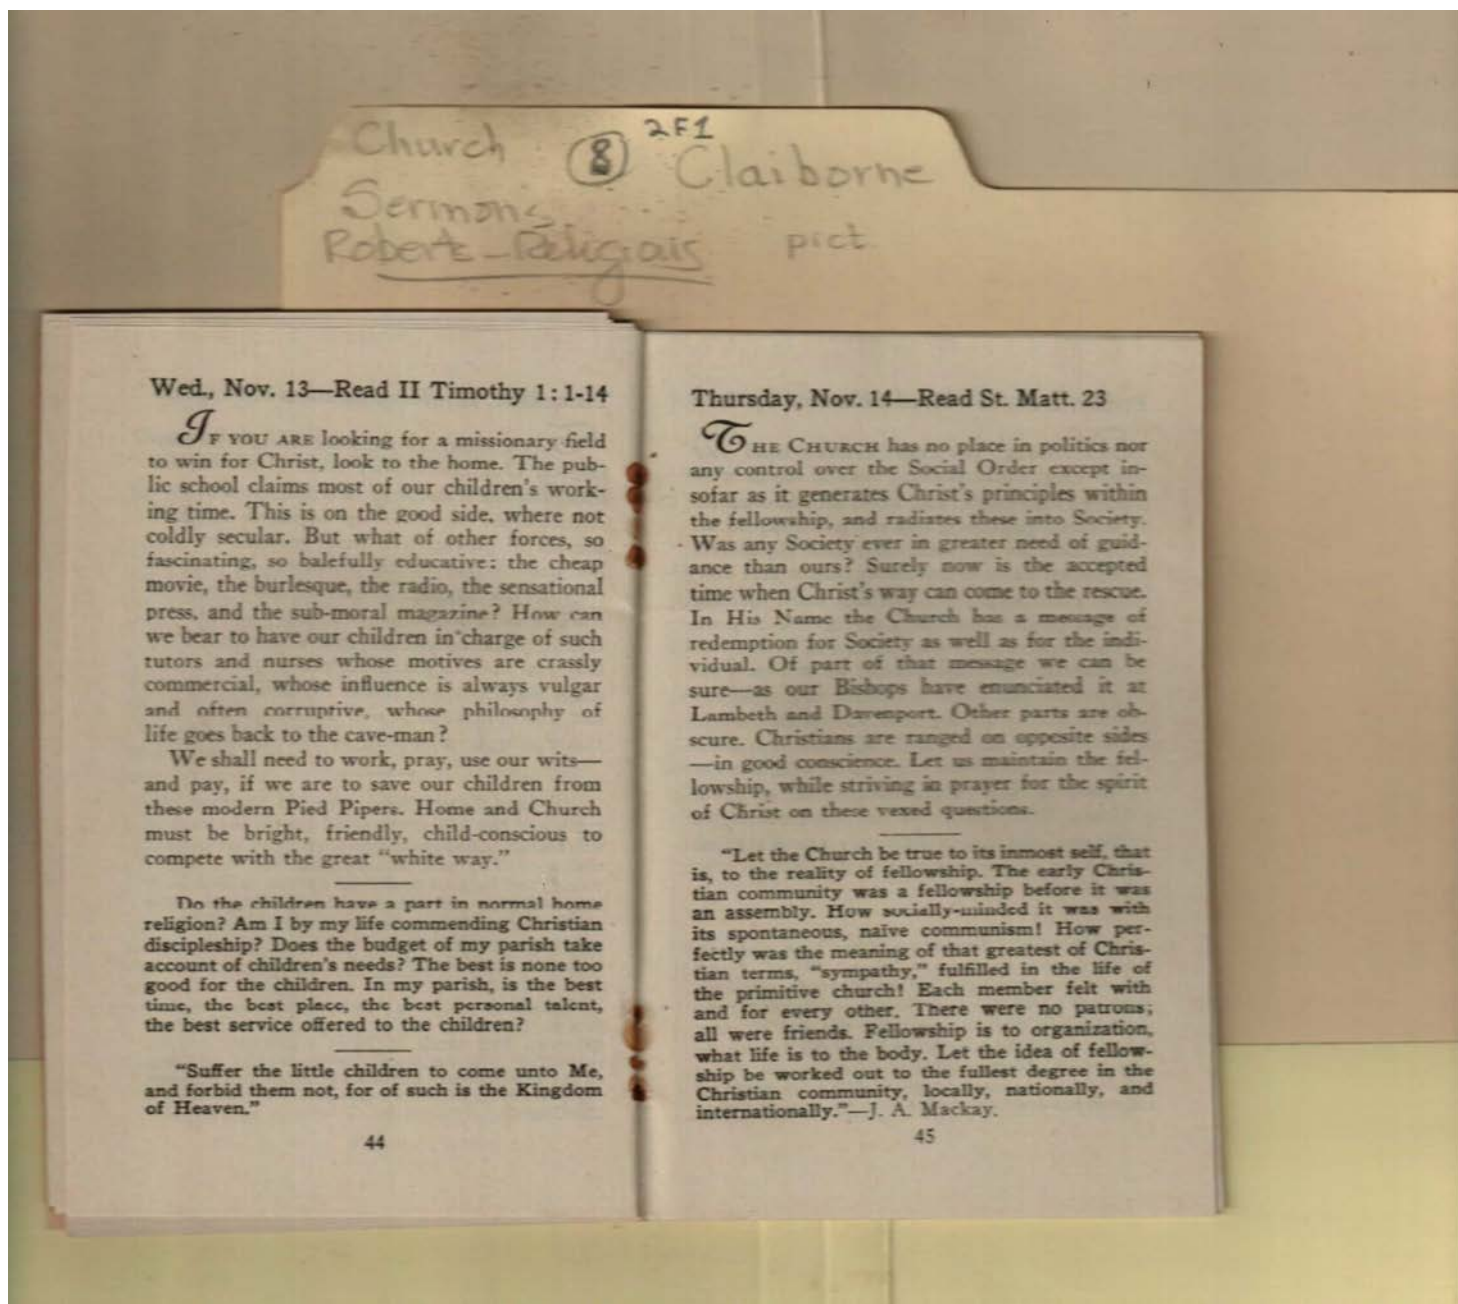 Church 8 2F1 Claiborne
Sermons
Roberts-Religiais pict
Wed., Nov. 13—Read II Timothy 1:1-14
IF YOU ARE looking for a missionary field
to win for Christ, look to the home. The pub-
lic school claims most of our children's work-
ing time. This is on the good side, where not
coldly secular. But what of other forces, so
fascinating, so balefully educative: the cheap
movie, the burlesque, the radio, the sensational
press, and the sub-moral magazine? How can
we bear to have our children in charge of such
tutors and nurses whose motives are crassly
commercial, whose influence is always vulgar
and often corruptive, whose philosophy of
life goes back to the cave-man?
We shall need to work, pray, use our wits—
and pay, if we are to save our children from
these modern Pied Pipers. Home and Church
must be bright, friendly, child-conscious to
compete with the great "white way."
Do the children have a part in normal home
religion? Am I by my life commending Christian
discipleship? Does the budget of my parish take
account of children's needs? The best is none too
good for the children. In my parish, is the best
time, the best place, the best personal talent,
the best service offered to the children?
"Suffer the little children to come unto Me,
and forbid them not, for of such is the Kingdom
of Heaven."
44
Thursday, Nov. 14—Read St. Matt. 23
THE CHURCH has no place in politics nor
any control over the Social Order except in-
sofar as it generates Christ's principles within
the fellowship, and radiates these into Society.
Was any Society ever in greater need of guid-
ance than ours? Surely now is the accepted
time when Christ's way can come to the rescue.
In His Name the Church has a message of
redemption for Society as well as for the indi-
vidual. Of part of that message we can be
sure—as our Bishops have enunciated it at
Lambeth and Davenport. Other parts are ob-
scure. Christians are ranged on opposite sides
—in good conscience. Let us maintain the fel-
lowship, while striving in prayer for the spirit
of Christ on these vexed questions.
"Let the Church be true to its inmost self, that
is, to the reality of fellowship. The early Chris-
tian community was a fellowship before it was
an assembly. How socially-minded it was with
its spontaneous, naïve communism! How per-
fectly was the meaning of that greatest of Chris-
tian terms, "sympathy," fulfilled in the life of
the primitive church! Each member felt with
and for every other. There were no patrons;
all were friends. Fellowship is to organization,
what life is to the body. Let the idea of fellow-
ship be worked out to the fullest degree in the
Christian community, locally, nationally, and
internationally."—J. A. Mackay.
45